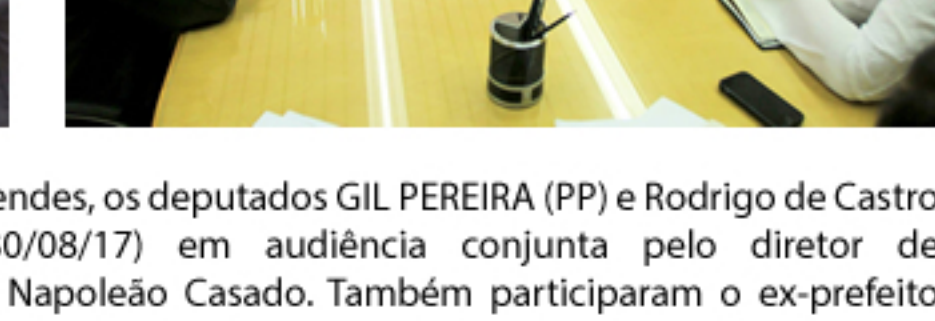 endes, os deputados GIL PEREIRA (PP) e Rodrigo de Castro
30/08/17) em audiência conjunta pelo diretor de
Napoleão Casado. Também participaram o ex-prefeito